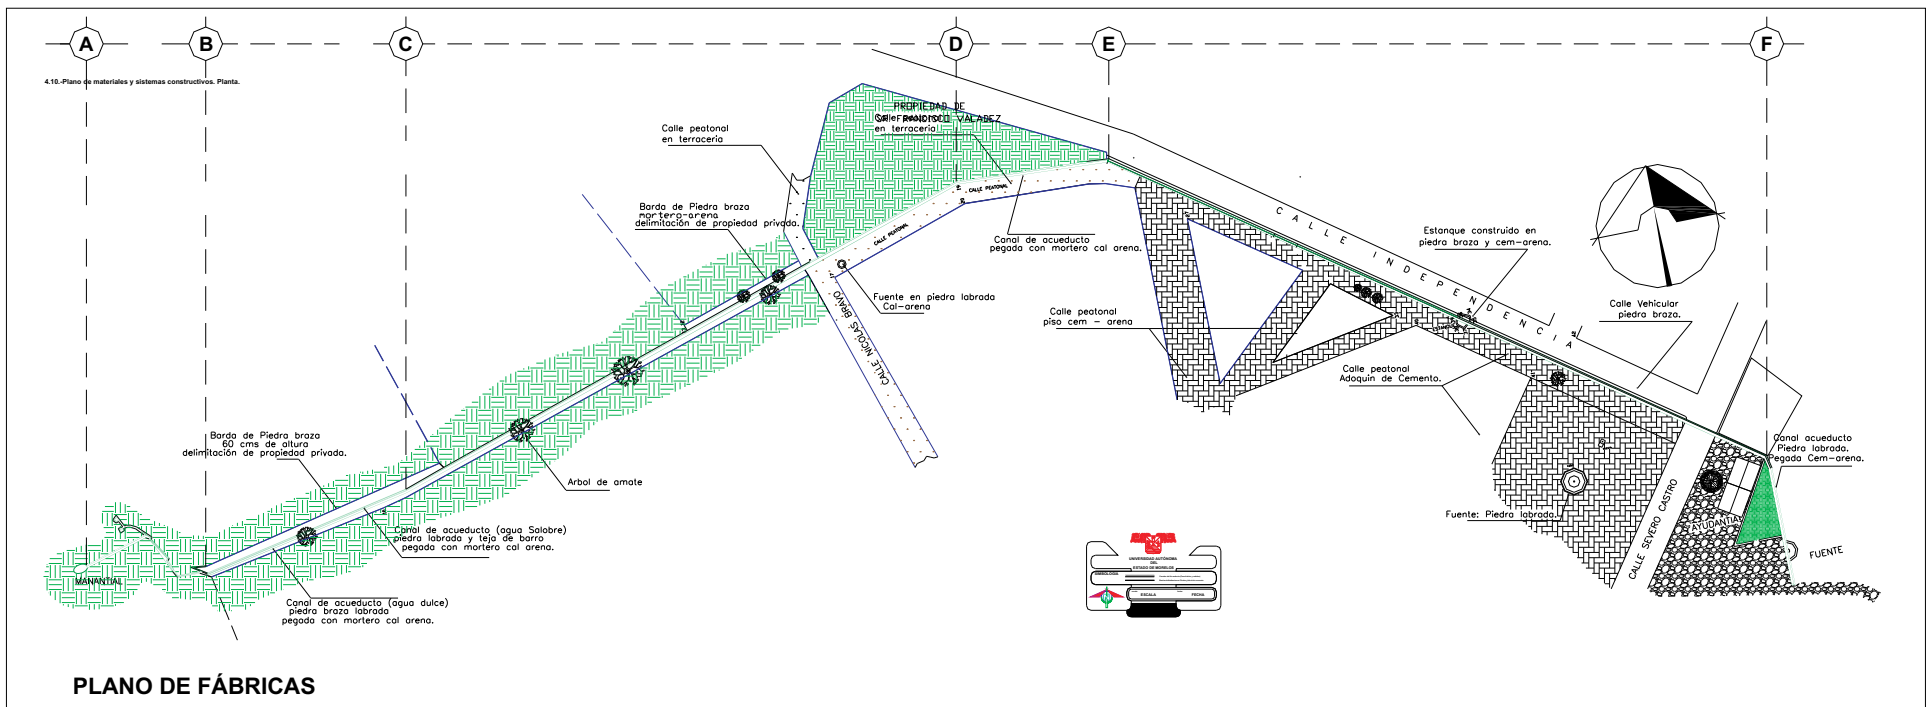 A
B
C
D
E
F
4.10.-Plano de materiales y sistemas constructivos. Planta.
PROPIEDAD DE
SR. FRANCISCO VALADEZ
Calle peatonal
en terraceria
Calle peatonal
en terraceria
Barda de Piedra braza
mortero-arena
delimitación de propiedad privada.
CALLE PEATONAL
CALLE PEATONAL
Canal de acueducto
pegada con mortero cal arena.
Fuente en piedra labrada
Cal-arena
CALLE NICOLAS BRAVO
CALLE INDEPENDENCIA
Estanque construido en
piedra braza y cem-arena.
Calle Vehicular
piedra braza.
Calle peatonal
piso cem - arena
Calle peatonal
Adoquin de Cemento.
Canal acueducto
Piedra labrada.
Pegada Cem-arena.
Barda de Piedra braza
60 cms de altura
delimitación de propiedad privada.
Arbol de amate
Canal de acueducto (agua Salobre)
piedra labrada y teja de barro
pegada con mortero cal arena.
Fuente: Piedra labrada.
CALLE SEVERO CASTRO
AYUDANTIA
FUENTE
MANANTIAL
Canal de acueducto (agua dulce)
piedra braza labrada
pegada con mortero cal arena.
UNIVERSIDAD AUTÓNOMA
DEL
ESTADO DE MORELOS
SIMBOLOGIA
ESCALA
FECHA
PLANO DE FÁBRICAS